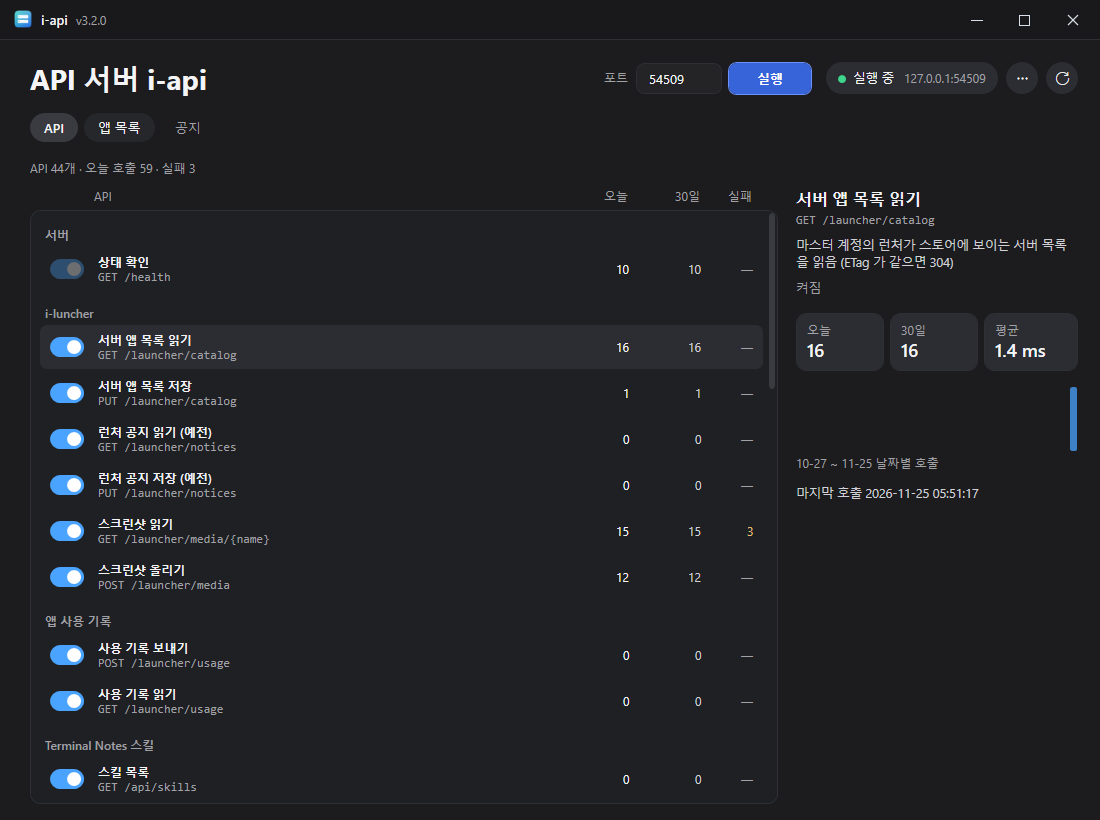 i-api v3.2.0
API 서버 i-api
포트 54509 실행 실행 중 127.0.0.1:54509
API 앱 목록 공지
API 44개 · 오늘 호출 59 · 실패 3
API 오늘 30일 실패
서버
상태 확인 10 10 —
GET /health
i-luncher
서버 앱 목록 읽기 16 16 —
GET /launcher/catalog
서버 앱 목록 저장 1 1 —
PUT /launcher/catalog
런처 공지 읽기 (예전) 0 0 —
GET /launcher/notices
런처 공지 저장 (예전) 0 0 —
PUT /launcher/notices
스크린샷 읽기 15 15 3
GET /launcher/media/{name}
스크린샷 올리기 12 12 —
POST /launcher/media
앱 사용 기록
사용 기록 보내기 0 0 —
POST /launcher/usage
사용 기록 읽기 0 0 —
GET /launcher/usage
Terminal Notes 스킬
스킬 목록 0 0 —
GET /api/skills
서버 앱 목록 읽기
GET /launcher/catalog
마스터 계정의 런처가 스토어에 보이는 서버 목록
을 읽음 (ETag 가 같으면 304)
켜짐
오늘 30일 평균
16 16 1.4 ms
10-27 ~ 11-25 날짜별 호출
마지막 호출 2026-11-25 05:51:17